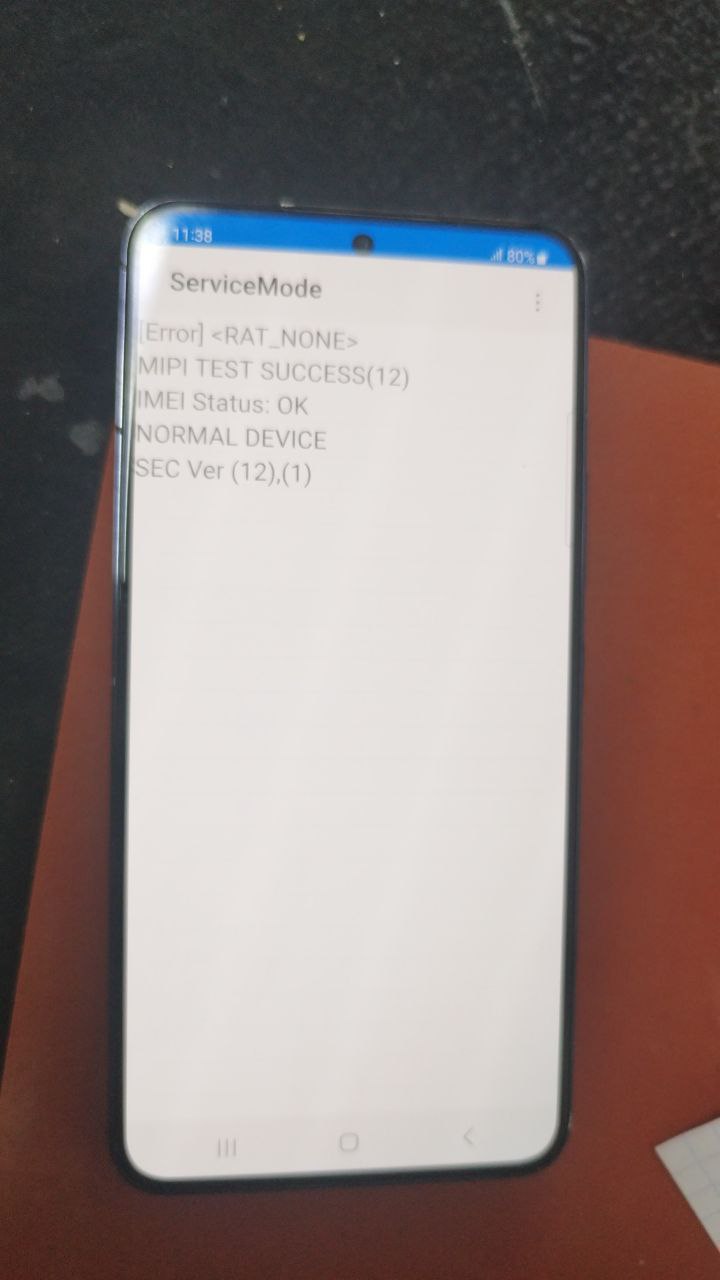 11:38
80%
ServiceMode
[Error] <RAT_NONE>
MIPI TEST SUCCESS(12)
IMEI Status: OK
NORMAL DEVICE
SEC Ver (12),(1)